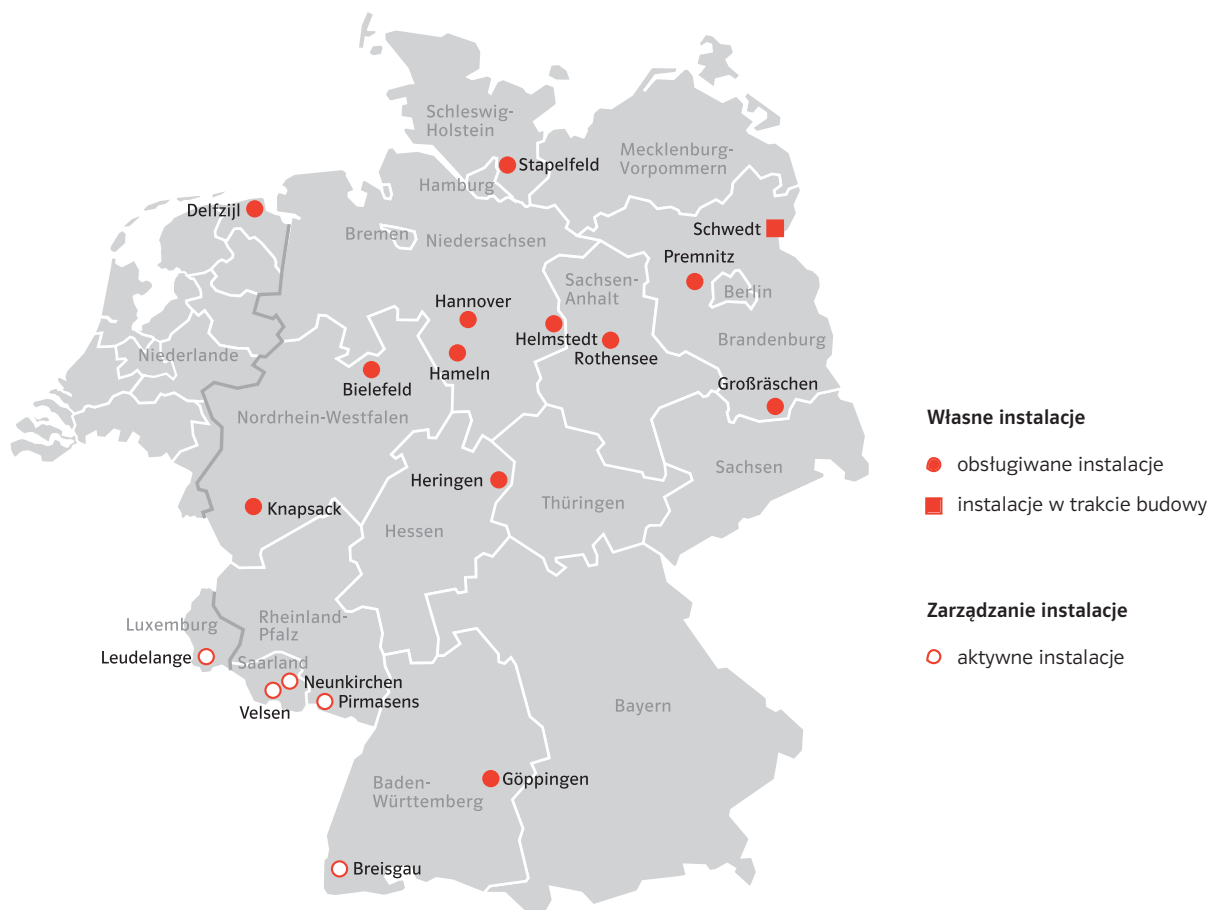 Schleswig-
Holstein
Mecklenburg-
Vorpommern
Stapelfeld
Hamburg
Delfzijl
Bremen
Niedersachsen
Schwedt
Premnitz
Sachsen-
Anhalt
Berlin
Hannover
Helmstedt
Brandenburg
Niederlande
Rothensee
Hameln
Bielefeld
Großräschen
Nordrhein-Westfalen
Sachsen
Heringen
Thüringen
Knapsack
Hessen
Luxemburg
Rheinland-
Pfalz
Leudelange
Saarland
Neunkirchen
Pirmasens
Velsen
Bayern
Göppingen
Baden-
Württemberg
Breisgau
Własne instalacje
obsługiwane instalacje
instalacje w trakcie budowy
Zarządzanie instalacje
aktywne instalacje